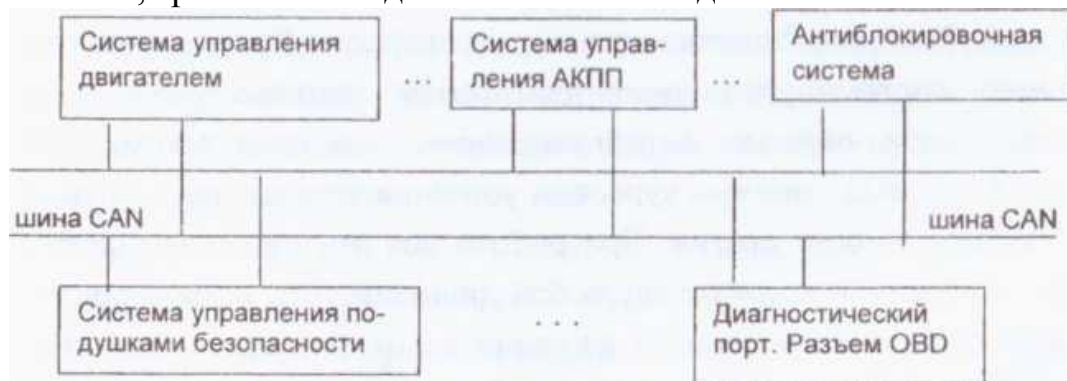 Система управления
двигателем
...
Система управ-
ления АКПП
...
Антиблокировочная
система
шина CAN
шина CAN
Система управления по-
душками безопасности
...
Диагностический
порт. Разъем OBD